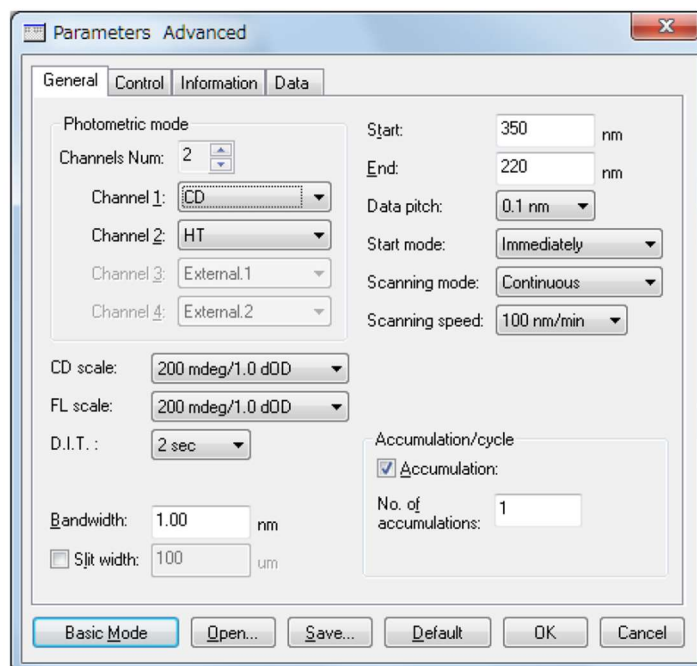 Parameters Advanced
General Control Information Data
Photometric mode
Channels Num: 2
Channel 1: CD
Channel 2: HT
Channel 3: External.1
Channel 4: External.2
Start: 350 nm
End: 220 nm
Data pitch: 0.1 nm
Start mode: Immediately
Scanning mode: Continuous
Scanning speed: 100 nm/min
CD scale: 200 mdeg/1.0 dOD
FL scale: 200 mdeg/1.0 dOD
D.I.T. : 2 sec
Bandwidth: 1.00 nm
Slit width: 100 um
Accumulation/cycle
Accumulation:
No. of
accumulations: 1
Basic Mode Open... Save... Default OK Cancel